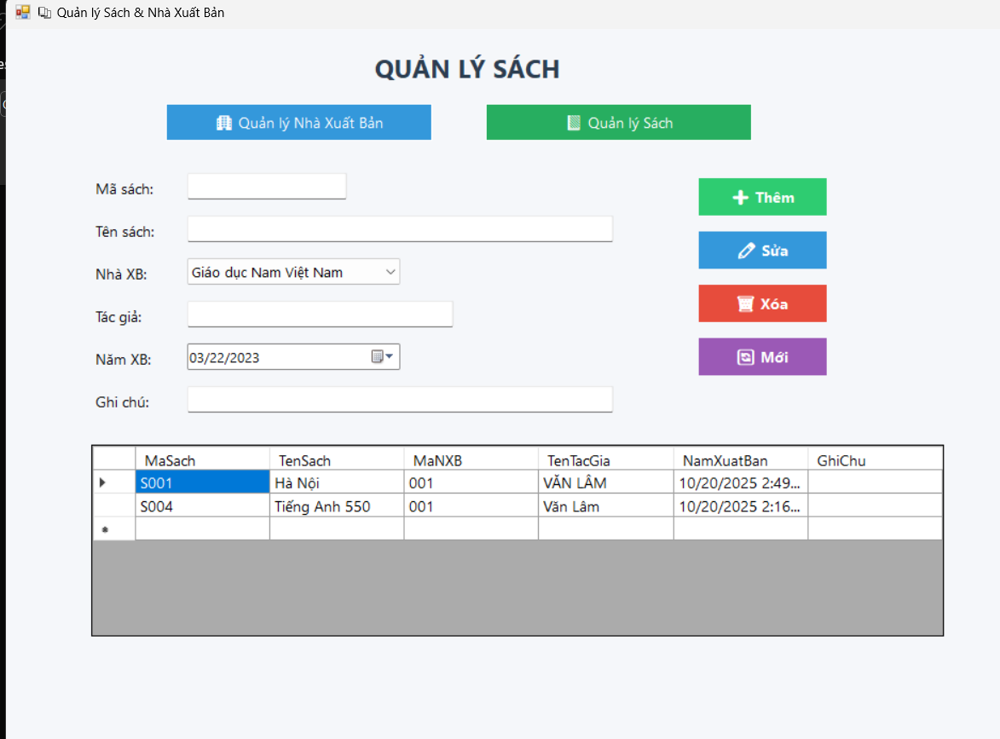 Quản lý Sách & Nhà Xuất Bản
QUẢN LÝ SÁCH
Quản lý Nhà Xuất Bản
Quản lý Sách
Mã sách:
Thêm
Tên sách:
Sửa
Nhà XB: Giáo dục Nam Việt Nam
Xóa
Tác giả:
Năm XB: 03/22/2023
Mới
Ghi chú:
MaSach TenSach MaNXB TenTacGia NamXuatBan GhiChu
S001 Hà Nội 001 VĂN LÂM 10/20/2025 2:49...
S004 Tiếng Anh 550 001 Văn Lâm 10/20/2025 2:16...